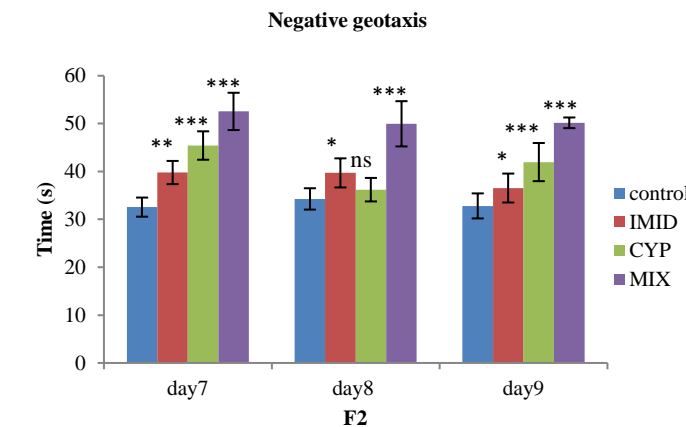 Negative geotaxis
Time (s)
60
50
40
30
20
10
0
** *** ***
* ns ***
* *** ***
day7 day8 day9
F2
control
IMID
CYP
MIX